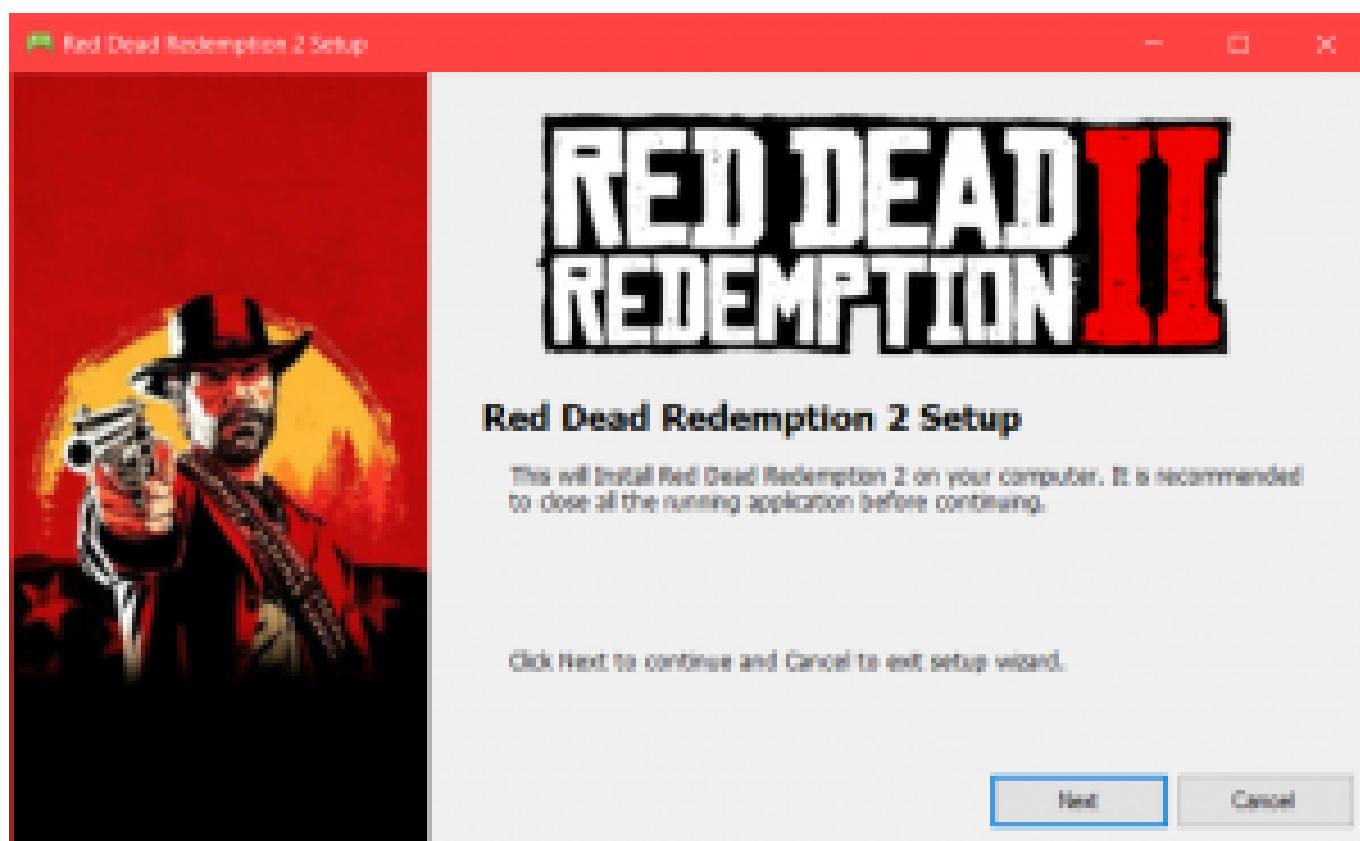 Red Dead Redemption 2 Setup
RED DEAD
REDEMPTION II
Red Dead Redemption 2 Setup
This will Install Red Dead Redemption 2 on your computer. It is recommended
to close all the running application before continuing.
Click Next to continue and Cancel to exit setup wizard.
Next
Cancel